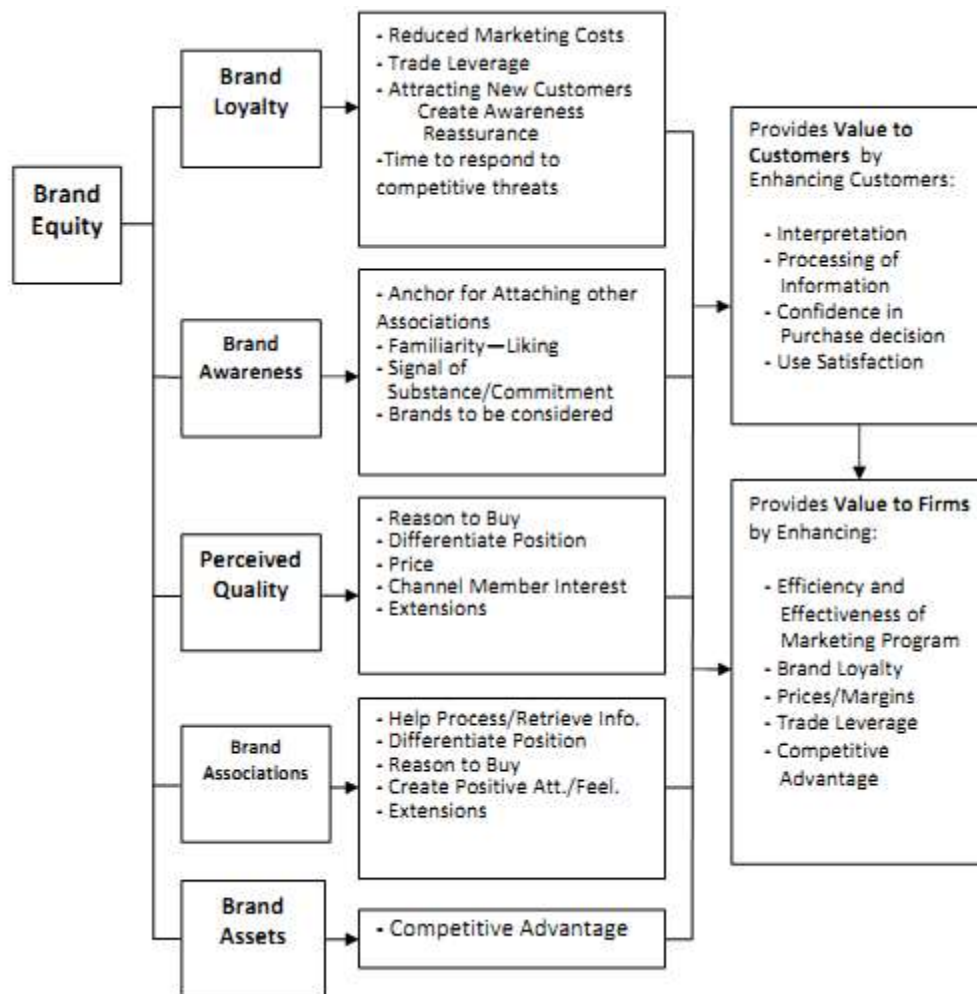 Brand
Equity
Brand
Loyalty
- Reduced Marketing Costs
- Trade Leverage
- Attracting New Customers
Create Awareness
Reassurance
-Time to respond to
competitive threats
Brand
Awareness
- Anchor for Attaching other
Associations
- Familiarity—Liking
- Signal of
Substance/Commitment
- Brands to be considered
Perceived
Quality
- Reason to Buy
- Differentiate Position
- Price
- Channel Member Interest
- Extensions
Brand
Associations
- Help Process/Retrieve Info.
- Differentiate Position
- Reason to Buy
- Create Positive Att./Feel.
- Extensions
Brand
Assets
- Competitive Advantage
Provides Value to
Customers by
Enhancing Customers:
- Interpretation
- Processing of
Information
- Confidence in
Purchase decision
- Use Satisfaction
Provides Value to Firms
by Enhancing:
- Efficiency and
Effectiveness of
Marketing Program
- Brand Loyalty
- Prices/Margins
- Trade Leverage
- Competitive
Advantage